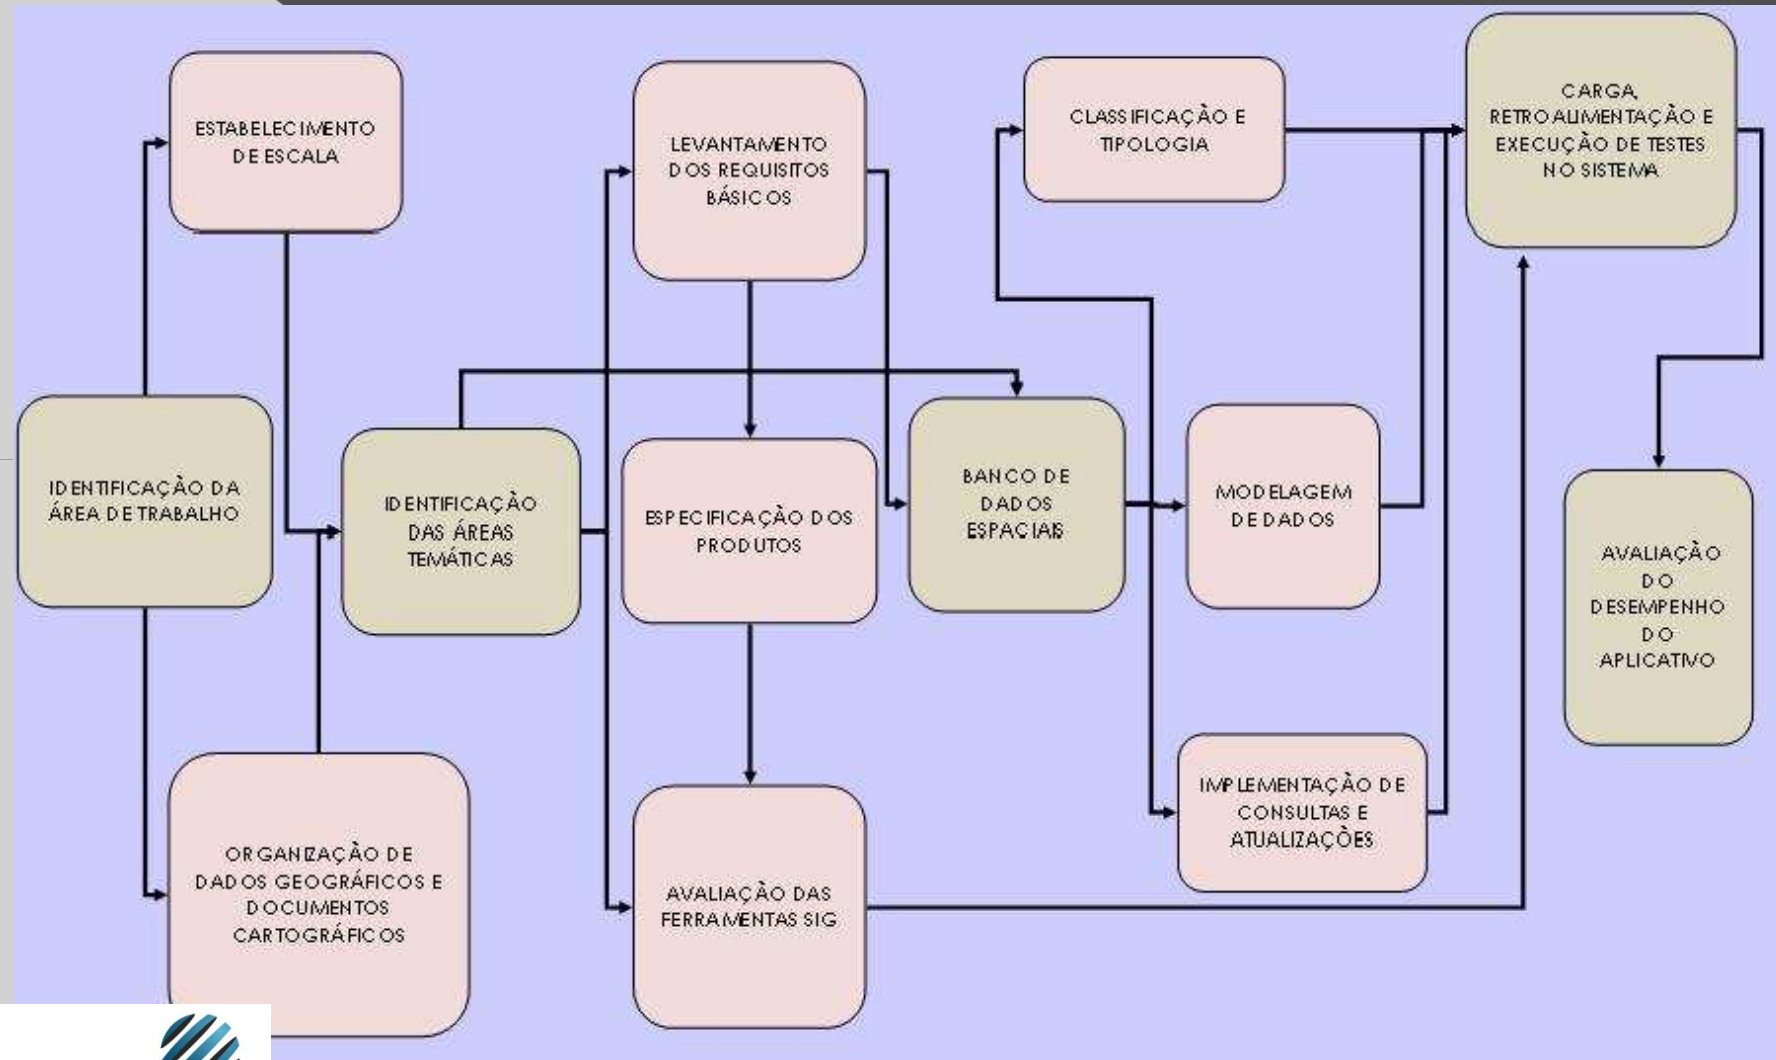 ESTABELECIMENTO
DE ESCALA
IDENTIFICAÇÃO DA
ÁREA DE TRABALHO
ORGANIZAÇÃO DE
DADOS GEOGRÁFICOS E
DOCUMENTOS
CARTOGRÁFICOS
IDENTIFICAÇÃO
DAS ÁREAS
TEMÁTICAS
LEVANTAMENTO
DOS REQUISITOS
BÁSICOS
ESPECIFICAÇÃO DOS
PRODUTOS
AVALIAÇÃO DAS
FERRAMENTAS SIG
BANCO DE
DADOS
ESPACIAIS
CLASSIFICAÇÃO E
TIPOLOGIA
MODELAGEM
DE DADOS
IMPLEMENTAÇÃO DE
CONSULTAS E
ATUALIZAÇÕES
CARGA,
RETROALIMENTAÇÃO E
EXECUÇÃO DE TESTES
NO SISTEMA
AVALIAÇÃO
DO
DESEMPENHO
DO
APLICATIVO